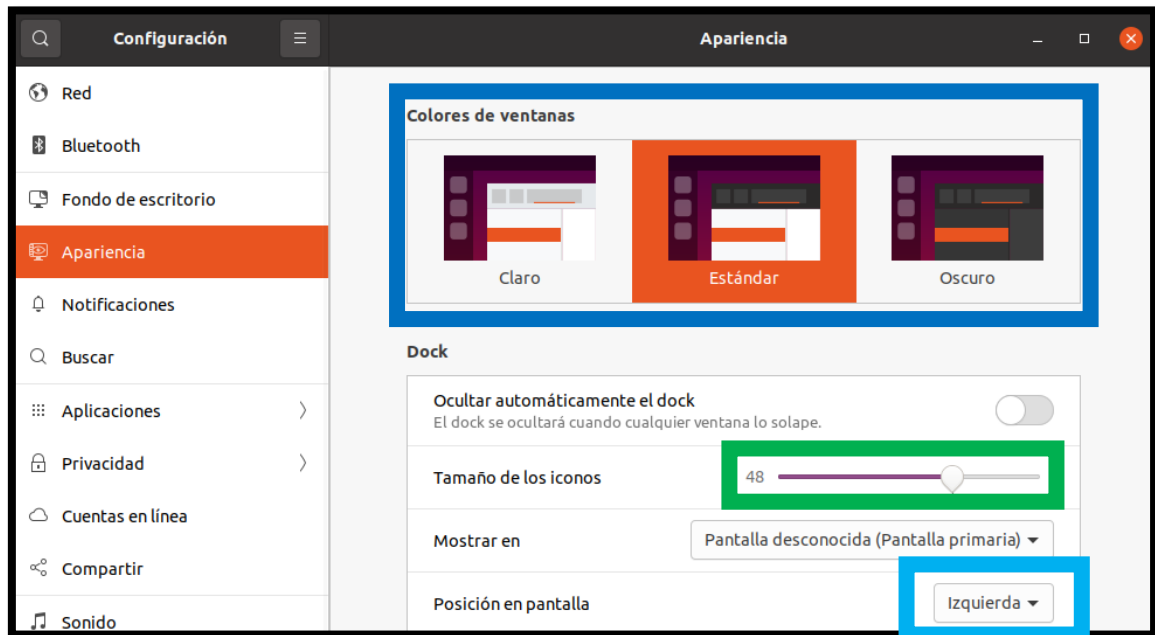 Configuración
Apariencia
Red
Bluetooth
Fondo de escritorio
Apariencia
Notificaciones
Buscar
Aplicaciones
Privacidad
Cuentas en línea
Compartir
Sonido
Colores de ventanas
Claro
Estándar
Oscuro
Dock
Ocultar automáticamente el dock
El dock se ocultará cuando cualquier ventana lo solape.
Tamaño de los iconos
48
Mostrar en
Pantalla desconocida (Pantalla primaria)
Posición en pantalla
Izquierda